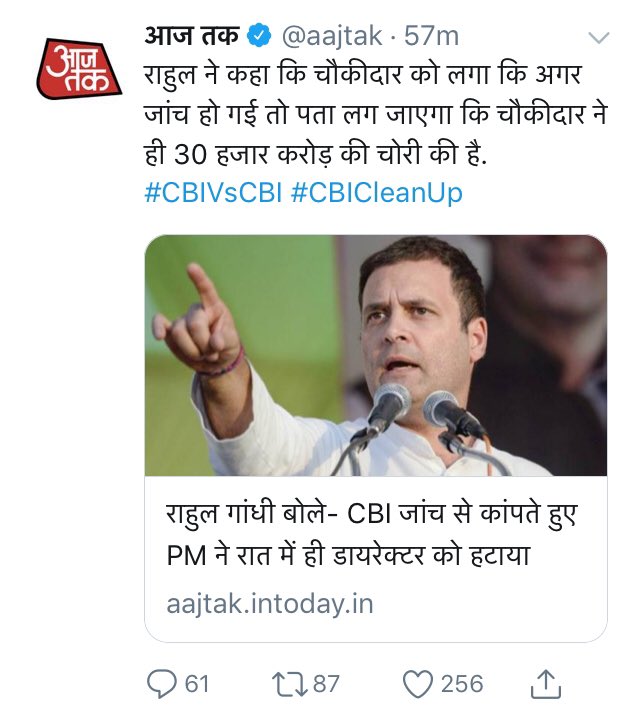 आज तक
आज तक @aajtak · 57m
राहुल ने कहा कि चौकीदार को लगा कि अगर
जांच हो गई तो पता लग जाएगा कि चौकीदार ने
ही 30 हजार करोड़ की चोरी की है.
#CBIVsCBI #CBICleanUp
राहुल गांधी बोले- CBI जांच से कांपते हुए
PM ने रात में ही डायरेक्टर को हटाया
aajtak.intoday.in
61 87 256